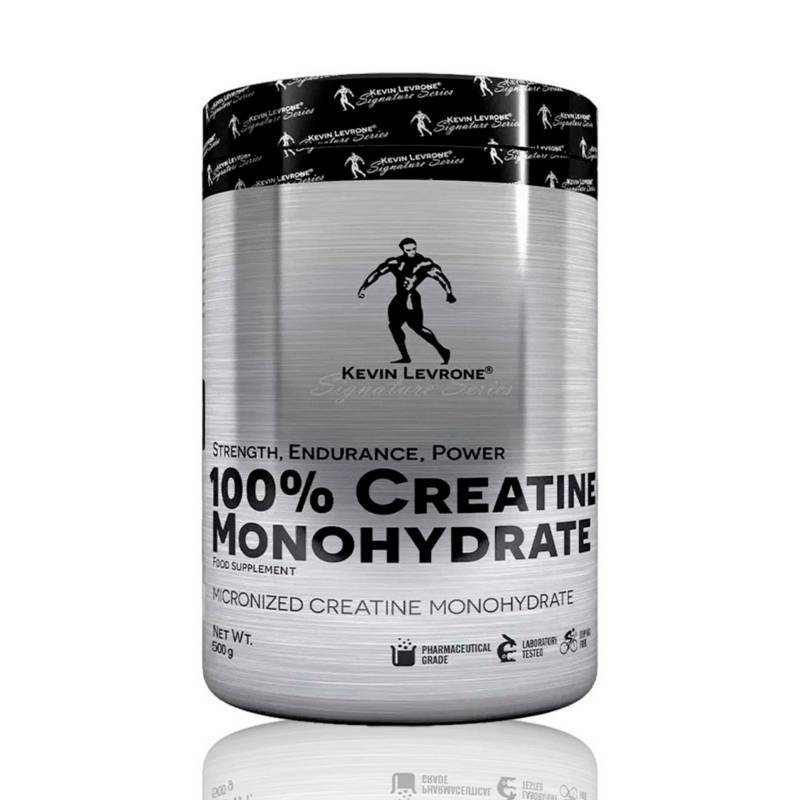 KEVIN LEVRONE®
Signature Series
STRENGTH, ENDURANCE, POWER
100% CREATINE
MONOHYDRATE
FOOD SUPPLEMENT
MICRONIZED CREATINE MONOHYDRATE
NET WT.
500 g
PHARMACEUTICAL
GRADE
LABORATORY
TESTED
FREE